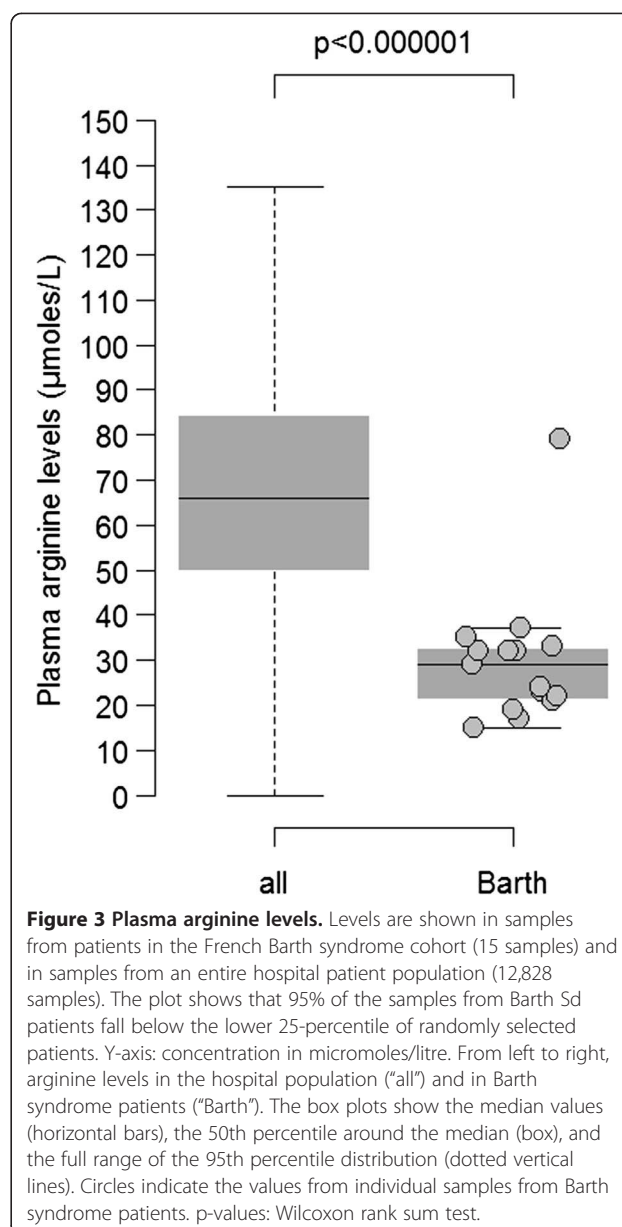 p<0.000001
Plasma arginine levels (µmoles/L)
150
140
130
120
110
100
90
80
70
60
50
40
30
20
10
0
all Barth
Figure 3 Plasma arginine levels. Levels are shown in samples
from patients in the French Barth syndrome cohort (15 samples) and
in samples from an entire hospital patient population (12,828
samples). The plot shows that 95% of the samples from Barth Sd
patients fall below the lower 25-percentile of randomly selected
patients. Y-axis: concentration in micromoles/litre. From left to right,
arginine levels in the hospital population (“all”) and in Barth
syndrome patients (“Barth”). The box plots show the median values
(horizontal bars), the 50th percentile around the median (box), and
the full range of the 95th percentile distribution (dotted vertical
lines). Circles indicate the values from individual samples from Barth
syndrome patients. p-values: Wilcoxon rank sum test.